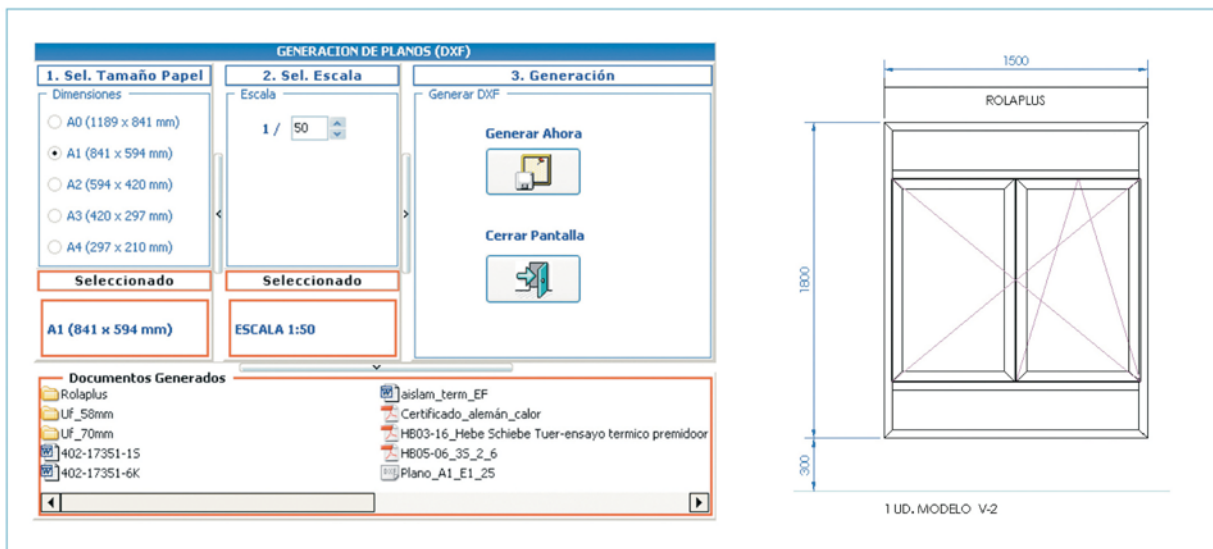 GENERACION DE PLANOS (DXF)
1. Sel. Tamaño Papel
Dimensiones
A0 (1189 x 841 mm)
A1 (841 x 594 mm)
A2 (594 x 420 mm)
A3 (420 x 297 mm)
A4 (297 x 210 mm)
Seleccionado
A1 (841 x 594 mm)
2. Sel. Escala
Escala
1 / 50
Seleccionado
ESCALA 1:50
3. Generación
Generar DXF
Generar Ahora
Cerrar Pantalla
Documentos Generados
Rolaplus
Uf_58mm
Uf_70mm
402-17351-1S
402-17351-6K
aislam_term_EF
Certificado_alemán_calor
HB03-16_Hebe Schiebe Tuer-ensayo termico premidoor
HB05-06_3S_2_6
Plano_A1_E1_25
1500
ROLAPLUS
1800
300
1 UD. MODELO V-2